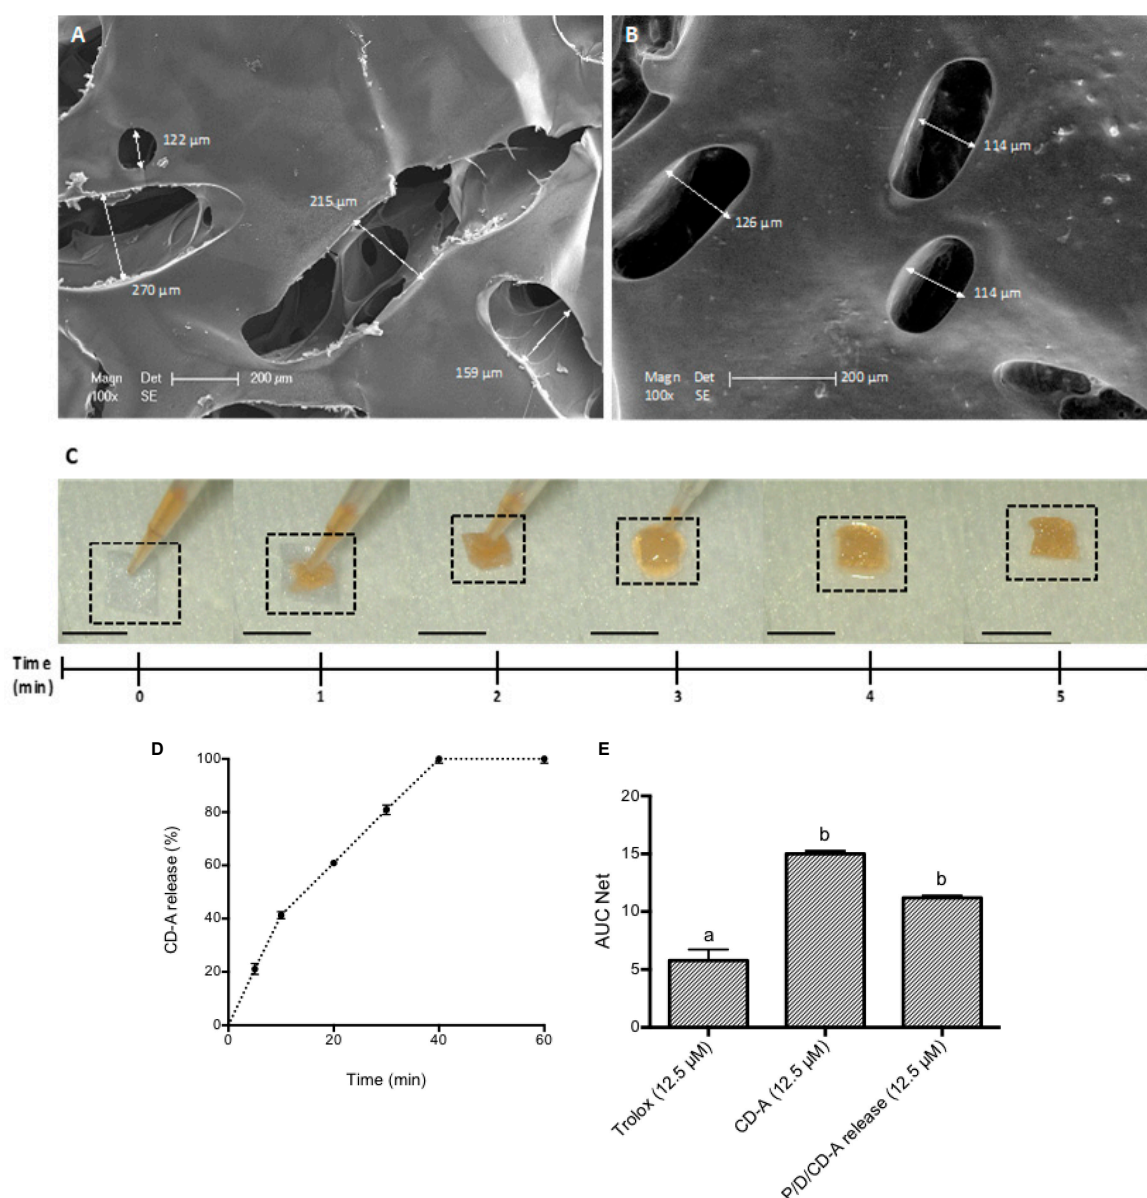 A
122 µm
215 µm
270 µm
159 µm
Magn Det
100x SE
200 µm
B
114 µm
126 µm
114 µm
Magn Det
100x SE
200 µm
C
Time
(min)
0 1 2 3 4 5
D
CD-A release (%)
100
80
60
40
20
0
0 20 40 60
Time (min)
E
AUC Net
20
15
10
5
0
a
b
b
Trolox (12.5 µM)
CD-A (12.5 µM)
P/D/CD-A release (12.5 µM)